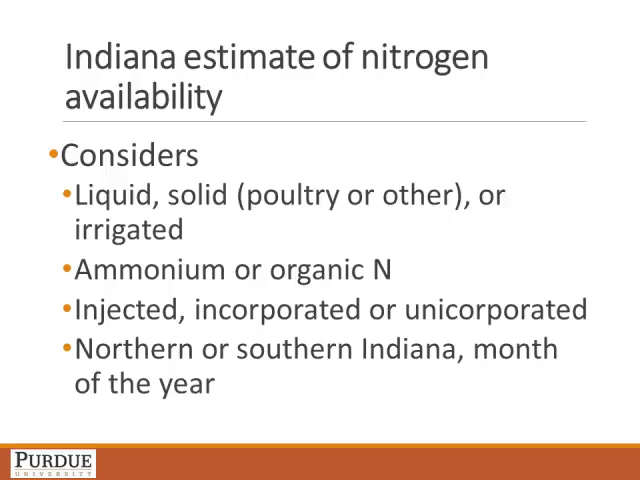 Indiana estimate of nitrogen
availability
•Considers
•Liquid, solid (poultry or other), or
irrigated
•Ammonium or organic N
•Injected, incorporated or unicorporated
•Northern or southern Indiana, month
of the year
PURDUE
UNIVERSITY